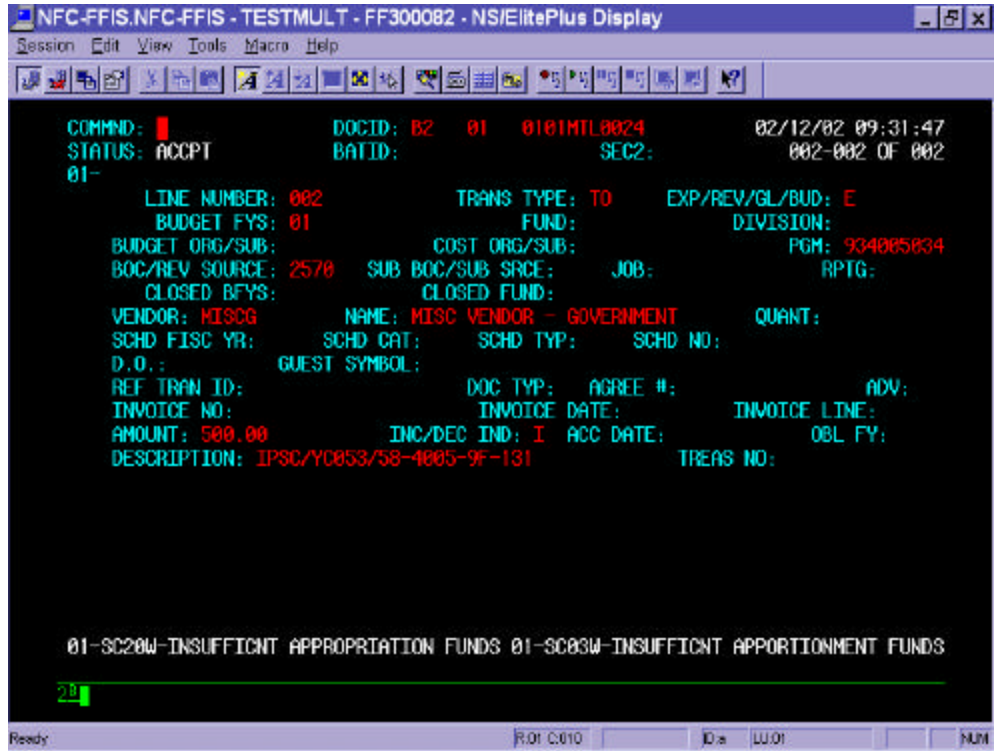 NFC-FFIS.NFC-FFIS - TESTMULT - FF300082 - NS/ElitePlus Display
Session Edit View Tools Macro Help
COMMND: DOCID: B2 01 0101MTL0024 02/12/02 09:31:47
STATUS: ACCPT BATID: SEC2: 002-002 OF 002
01-
LINE NUMBER: 002 TRANS TYPE: TO EXP/REV/GL/BUD: E
BUDGET FYS: 01 FUND: DIVISION:
BUDGET ORG/SUB: COST ORG/SUB: PGM: 934005034
BOC/REV SOURCE: 2570 SUB BOC/SUB SRCE: JOB: RPTG:
CLOSED BFYS: CLOSED FUND:
VENDOR: MISCG NAME: MISC VENDOR - GOVERNMENT QUANT:
SCHD FISC YR: SCHD CAT: SCHD TYP: SCHD NO:
D.O.: GUEST SYMBOL:
REF TRAN ID: DOC TYP: AGREE #: ADV:
INVOICE NO: INVOICE DATE: INVOICE LINE:
AMOUNT: 500.00 INC/DEC IND: I ACC DATE: OBL FY:
DESCRIPTION: IPSC/YC053/58-4005-9F-131 TREAS NO:
01-SC20W-INSUFFICNT APPROPRIATION FUNDS 01-SC03W-INSUFFICNT APPORTIONMENT FUNDS
2B
Ready R:01 C:010 ID:a LU:01 NUM